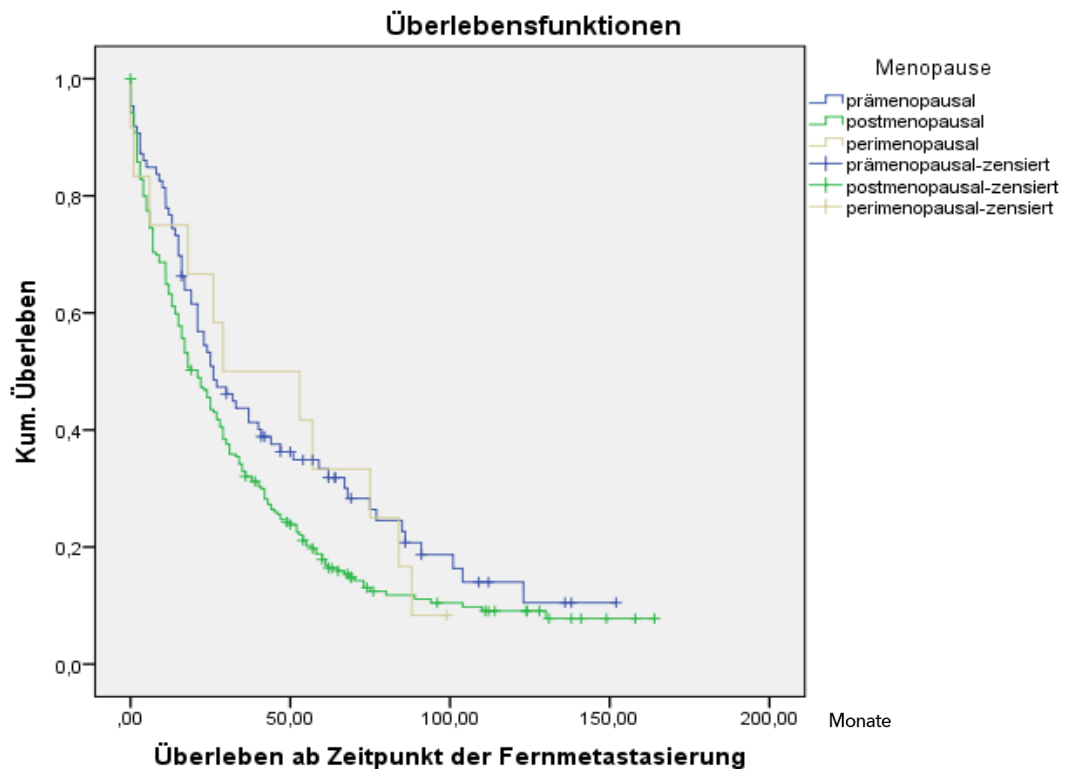 Überlebensfunktionen
Kum. Überleben
1,0
0,8
0,6
0,4
0,2
0,0
,00
50,00
100,00
150,00
200,00
Monate
Überleben ab Zeitpunkt der Fernmetastasierung
Menopause
prämenopausal
postmenopausal
perimenopausal
prämenopausal-zensiert
postmenopausal-zensiert
perimenopausal-zensiert